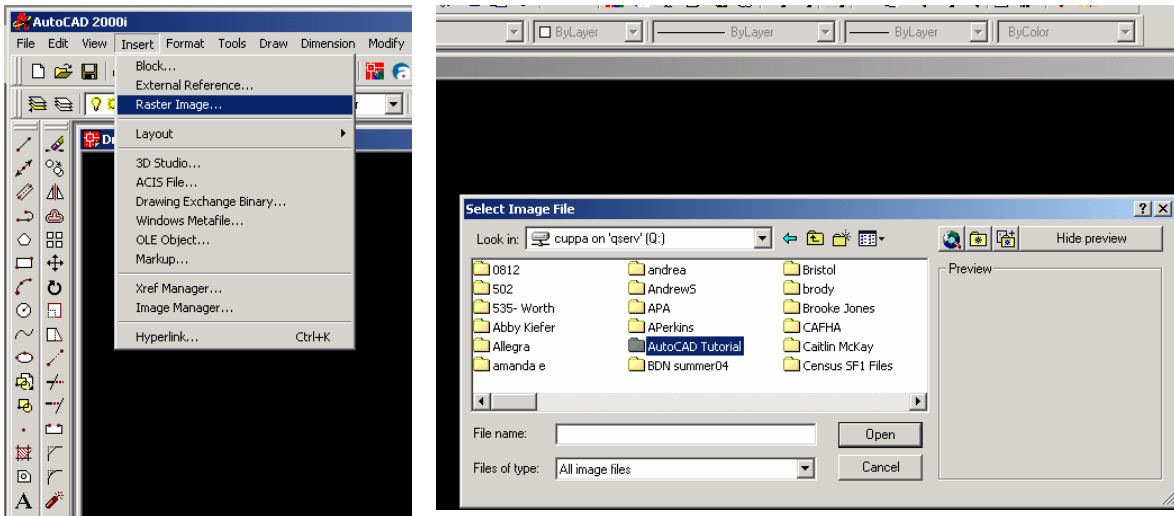 AutoCAD 2000i
File Edit View Insert Format Tools Draw Dimension Modify
Block...
External Reference...
Raster Image...
Layout
3D Studio...
ACIS File...
Drawing Exchange Binary...
Windows Metafile...
OLE Object...
Markup...
Xref Manager...
Image Manager...
Hyperlink... Ctrl+K
Dr
A
ByLayer ByLayer ByLayer ByColor
Select Image File
Look in: cuppa on 'qserv' (Q:) Hide preview
0812 andrea Bristol
502 AndrewS brody
535- Worth APA Brooke Jones
Abby Kiefer APerkins CAFHA
Allegra AutoCAD Tutorial Caitlin McKay
amanda e BDN summer04 Census SF1 Files
Preview
File name: Open
Files of type: All image files Cancel